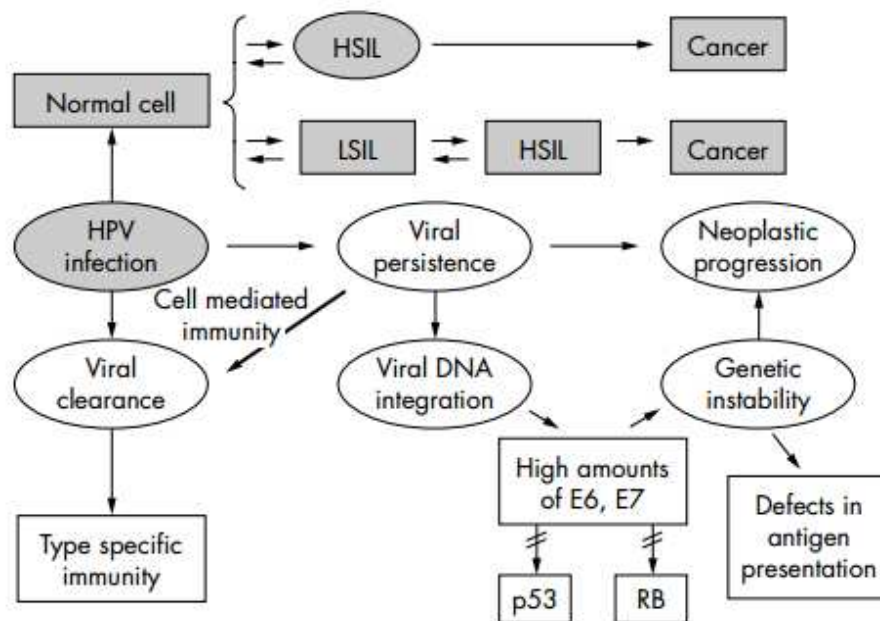 HSIL
Cancer
Normal cell
LSIL
HSIL
Cancer
HPV
infection
Viral
persistence
Neoplastic
progression
Cell mediated
immunity
Viral
clearance
Viral DNA
integration
Genetic
instability
High amounts
of E6, E7
Defects in
antigen
presentation
Type specific
immunity
p53
RB